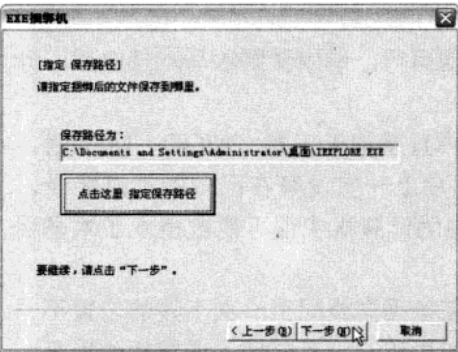 EXE捆绑机
[指定 保存路径]
请指定捆绑后的文件保存到哪里。
保存路径为：
C:\Documents and Settings\Administrator\桌面\IEXPLORE.EXE
点击这里 指定保存路径
要继续，请点击“下一步”。
< 上一步(B) 下一步(N) > 取消